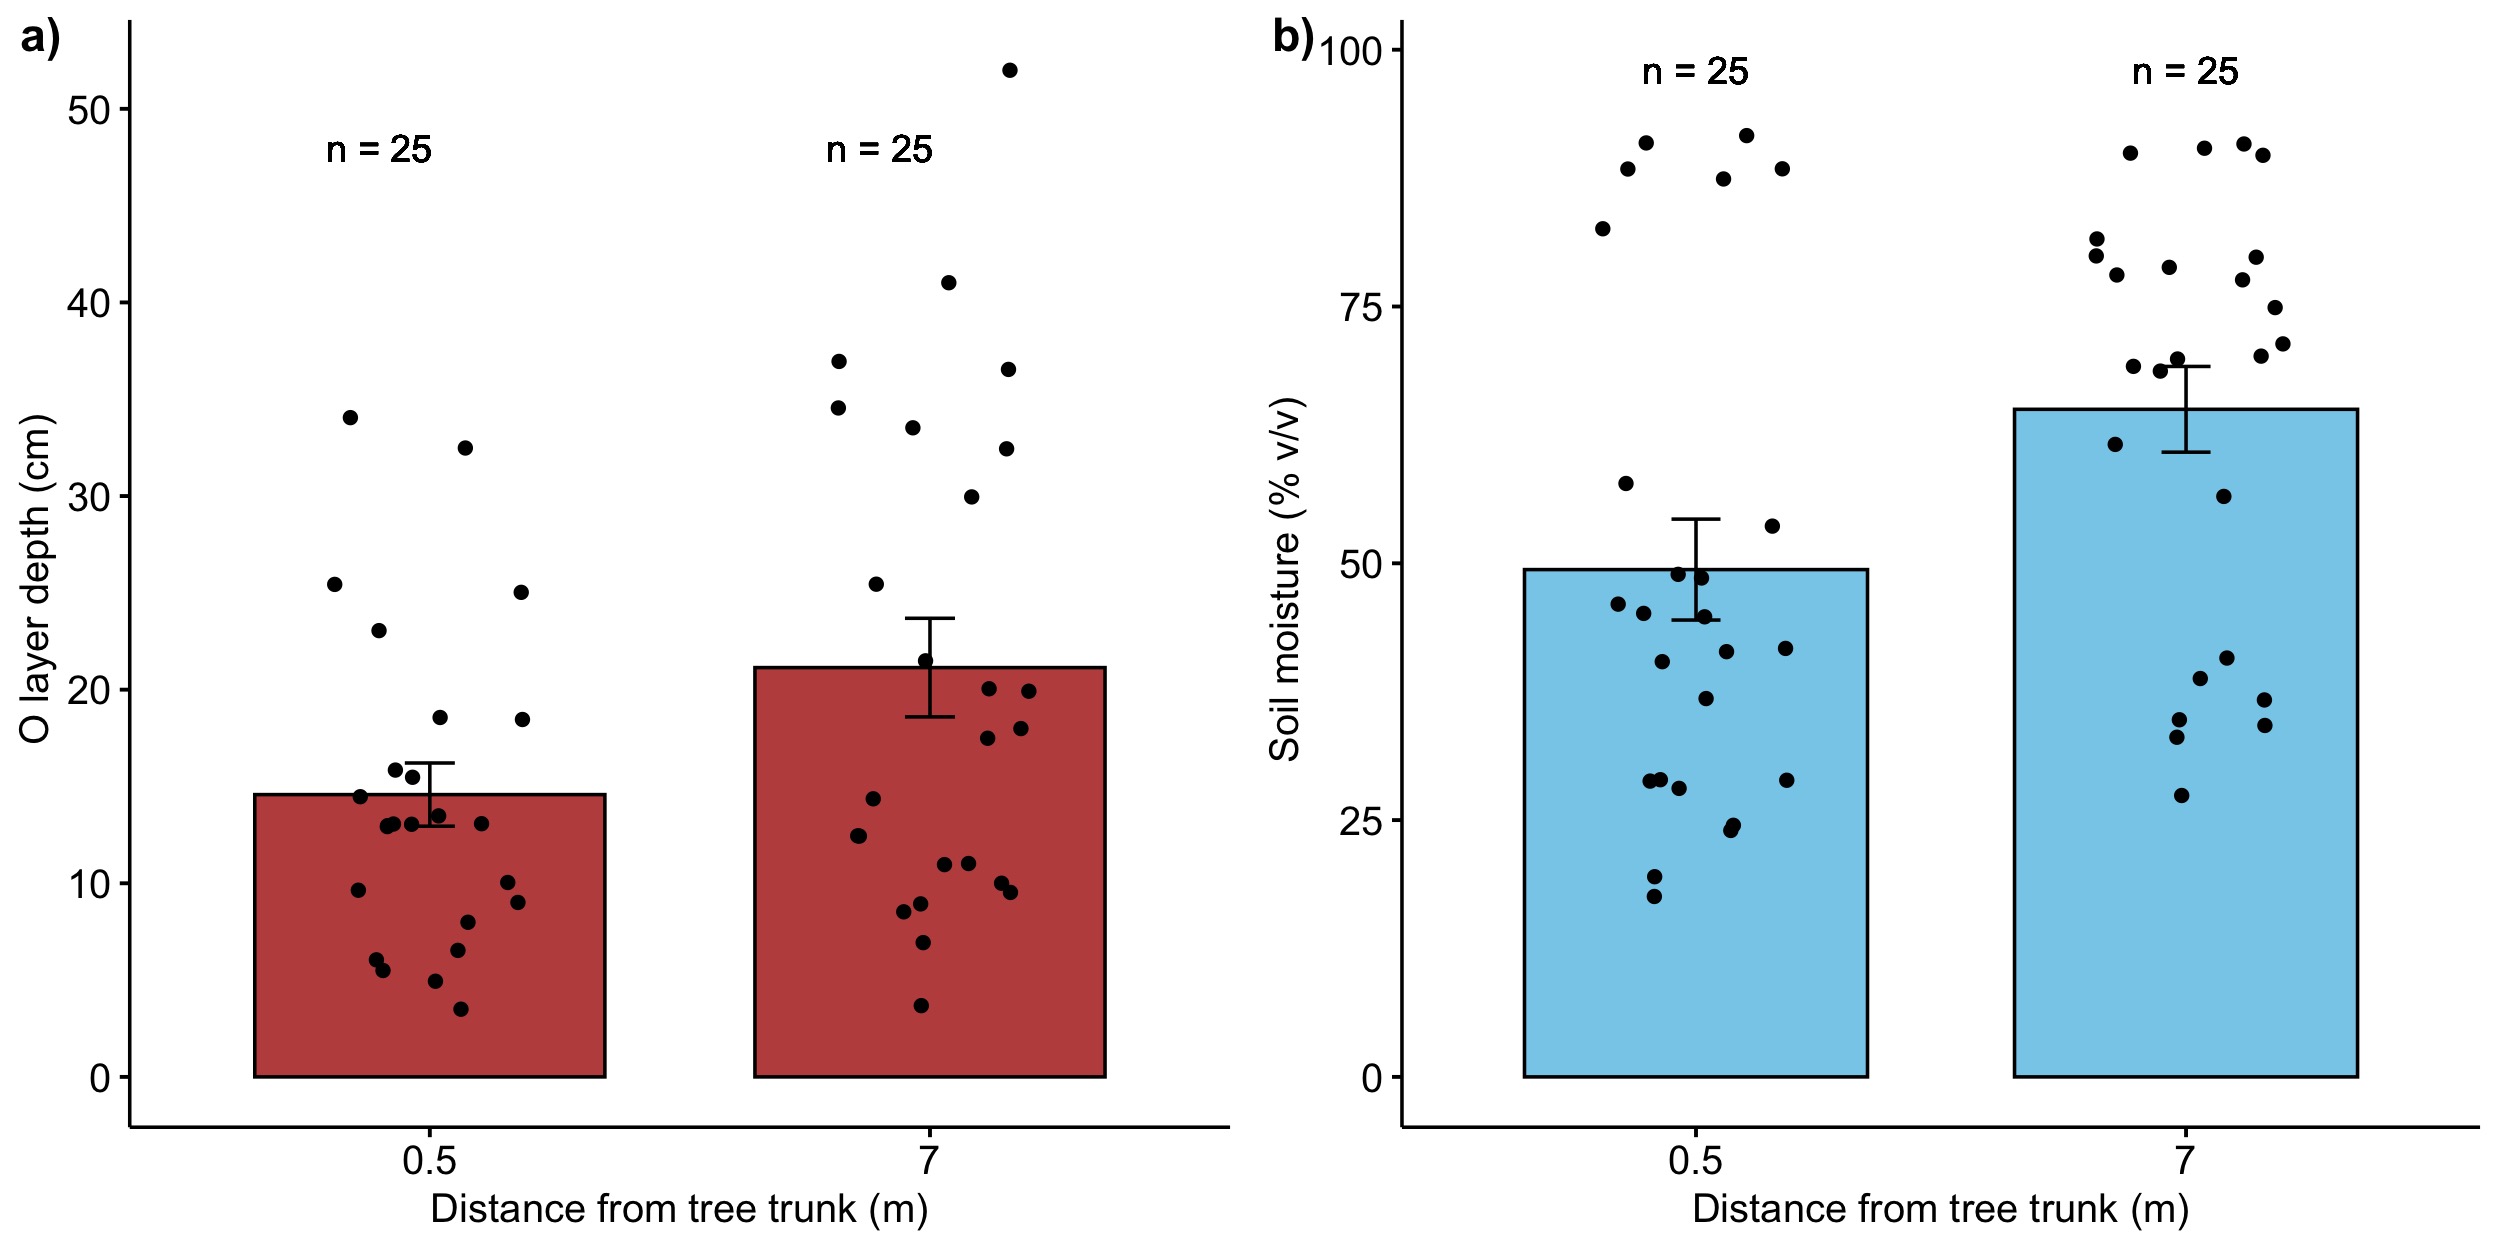 a)
50
40
30
20
10
0
O layer depth (cm)
n = 25
n = 25
0.5
7
Distance from tree trunk (m)
b)
100
75
50
25
0
Soil moisture (% v/v)
n = 25
n = 25
0.5
7
Distance from tree trunk (m)